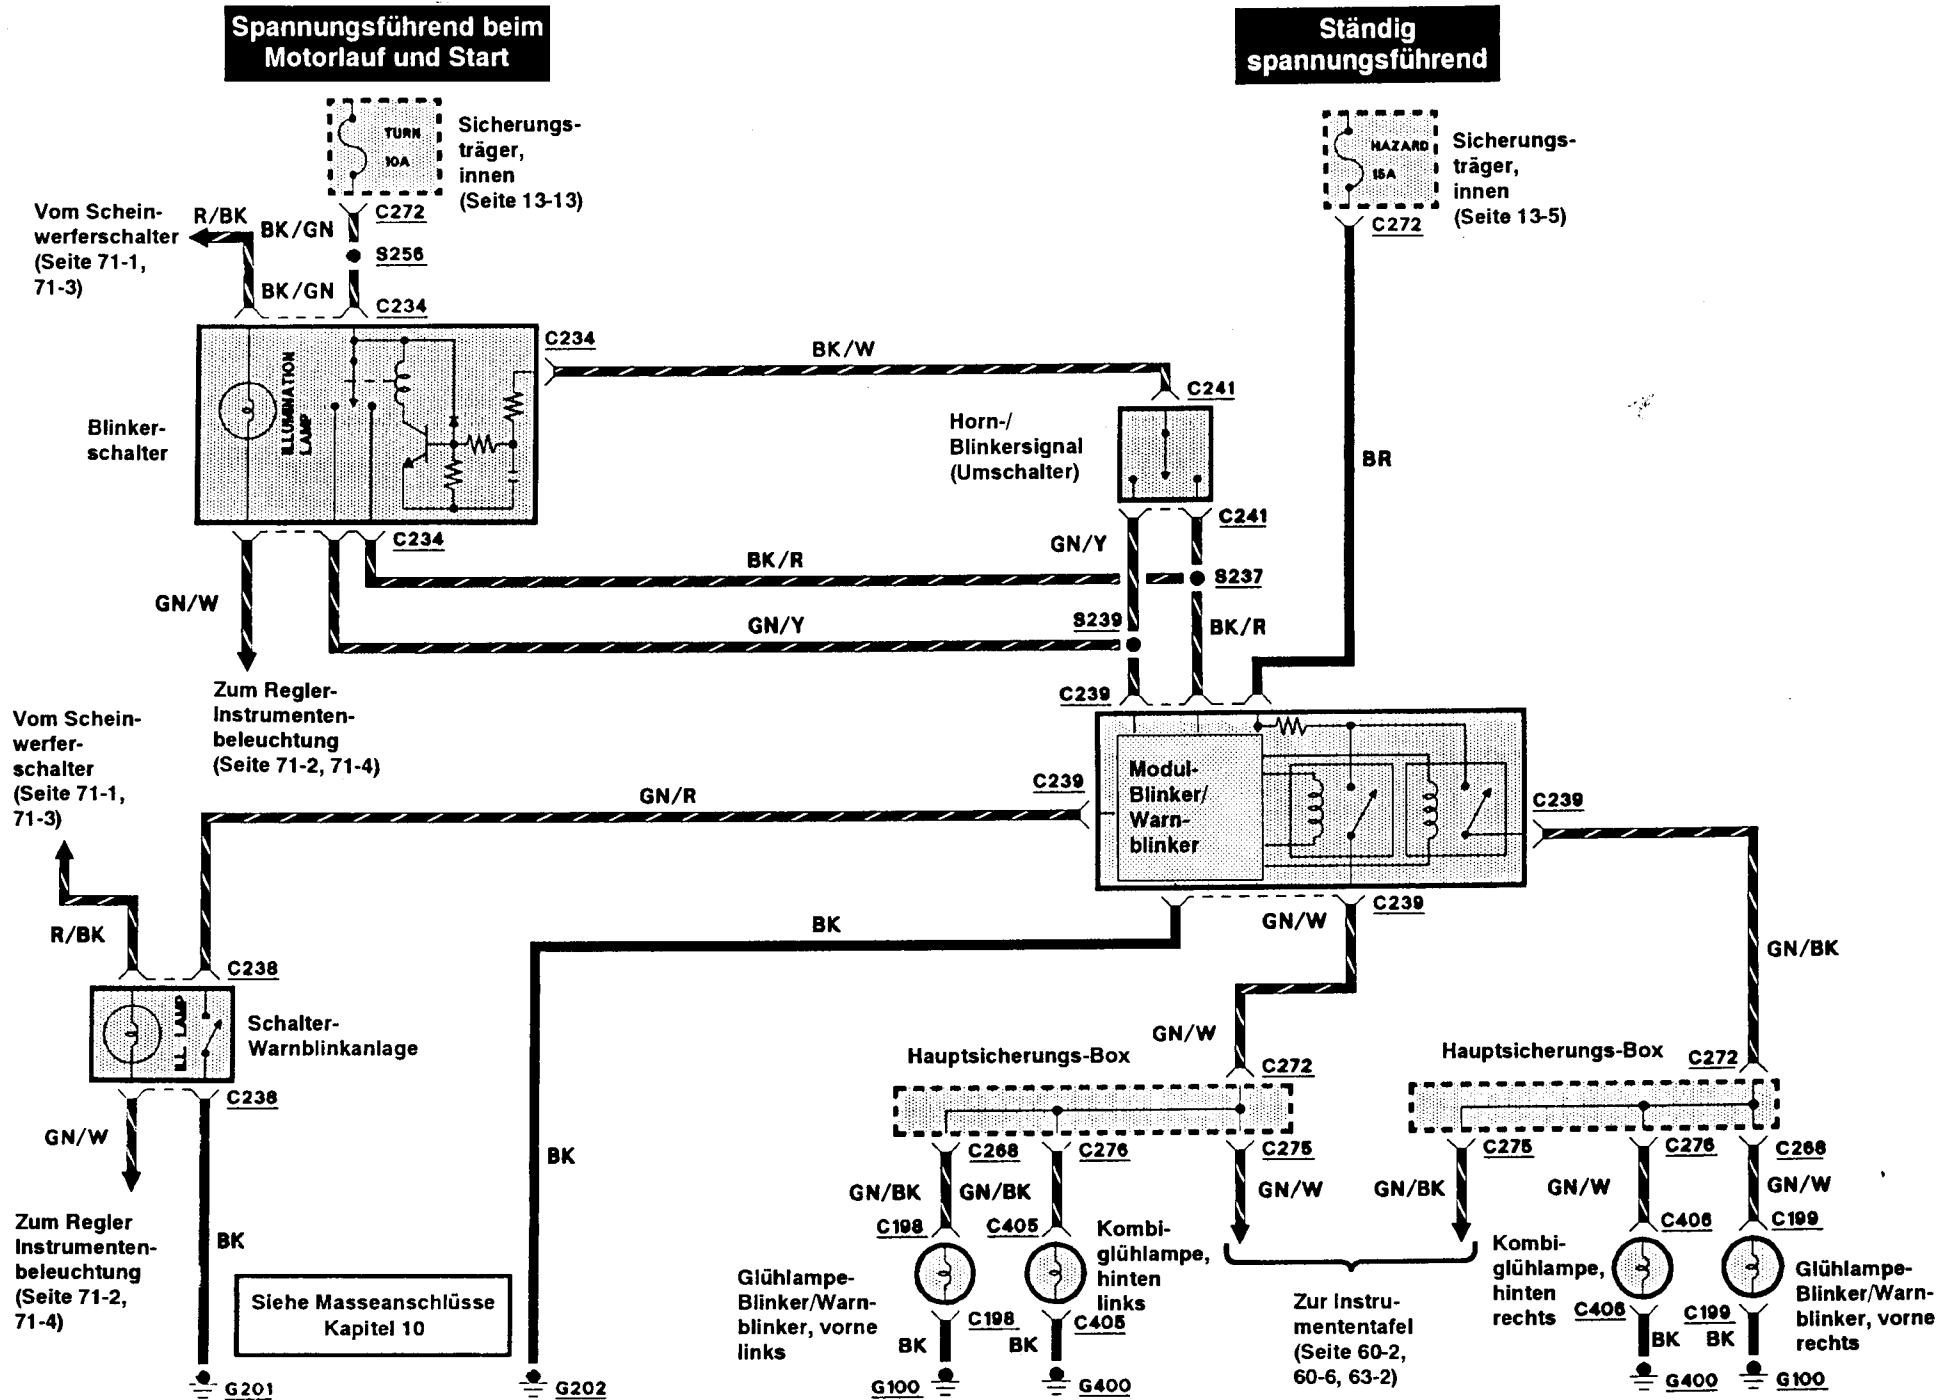 Spannungsführend beim
Motorlauf und Start
Ständig
spannungsführend
TURN
10A
Sicherungs-
träger,
innen
(Seite 13-13)
HAZARD
15A
Sicherungs-
träger,
innen
(Seite 13-5)
C272
C272
Vom Schein-
werferschalter
(Seite 71-1,
71-3)
R/BK
BK/GN
S256
BK/GN
C234
C234
BK/W
C241
ILLUMINATION
LAMP
Blinker-
schalter
Horn-/
Blinkersignal
(Umschalter)
BR
C234
C241
GN/Y
BK/R
S237
GN/W
GN/Y
S239
BK/R
Zum Regler-
Instrumenten-
beleuchtung
(Seite 71-2, 71-4)
C239
Vom Schein-
werfer-
schalter
(Seite 71-1,
71-3)
GN/R
C239
Modul-
Blinker/
Warn-
blinker
C239
R/BK
BK
GN/W
C239
GN/BK
C238
ILL LAMP
Schalter-
Warnblinkanlage
C238
GN/W
GN/W
Hauptsicherungs-Box
C272
Hauptsicherungs-Box
C272
BK
C268
C276
C275
C275
C276
C268
GN/BK
GN/BK
GN/W
GN/BK
GN/W
GN/W
Zum Regler
Instrumenten-
beleuchtung
(Seite 71-2,
71-4)
BK
C198
C405
C406
C199
Siehe Masseanschlüsse
Kapitel 10
Glühlampe-
Blinker/Warn-
blinker, vorne
links
Kombi-
glühlampe,
hinten
links
Zur Instru-
mententafel
(Seite 60-2,
60-6, 63-2)
Kombi-
glühlampe,
hinten
rechts
Glühlampe-
Blinker/Warn-
blinker, vorne
rechts
C198
C405
C406
C199
BK
BK
BK
BK
G201
G202
G100
G400
G400
G100